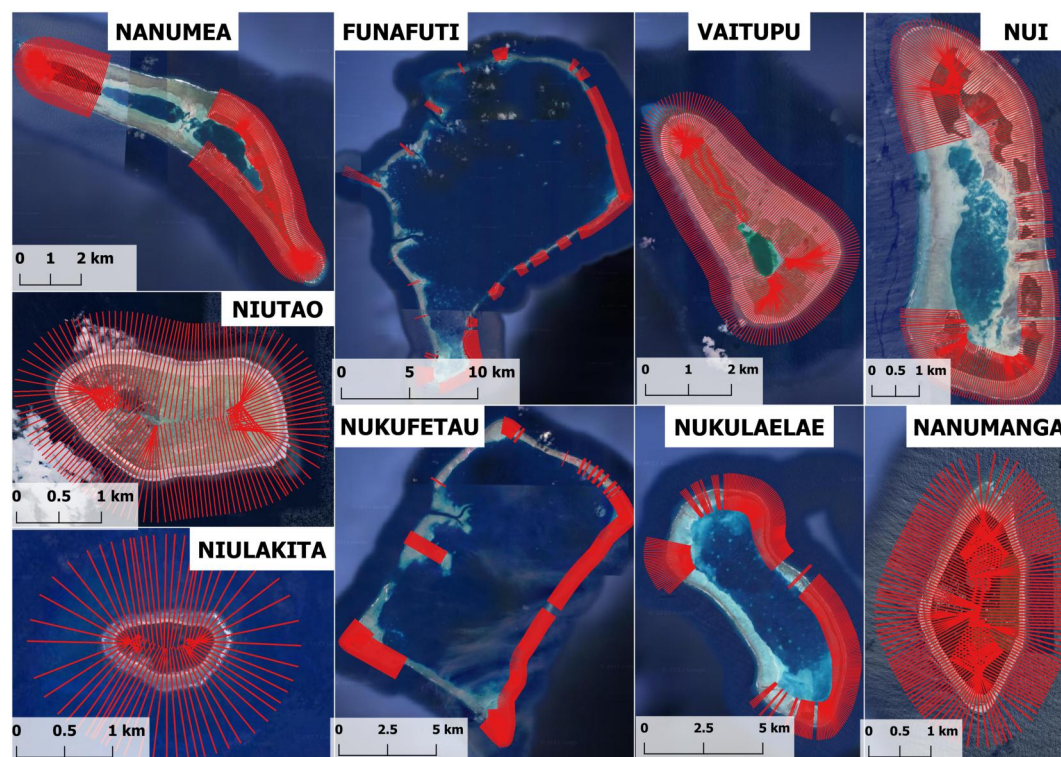 NANUMEA
0 1 2 km
FUNAFUTI
0 5 10 km
VAITUPU
0 1 2 km
NUI
0 0.5 1 km
NIUTAO
0 0.5 1 km
NUKUFETAU
0 2.5 5 km
NUKULAELAE
0 2.5 5 km
NANUMANGA
0 0.5 1 km
NIULAKITA
0 0.5 1 km